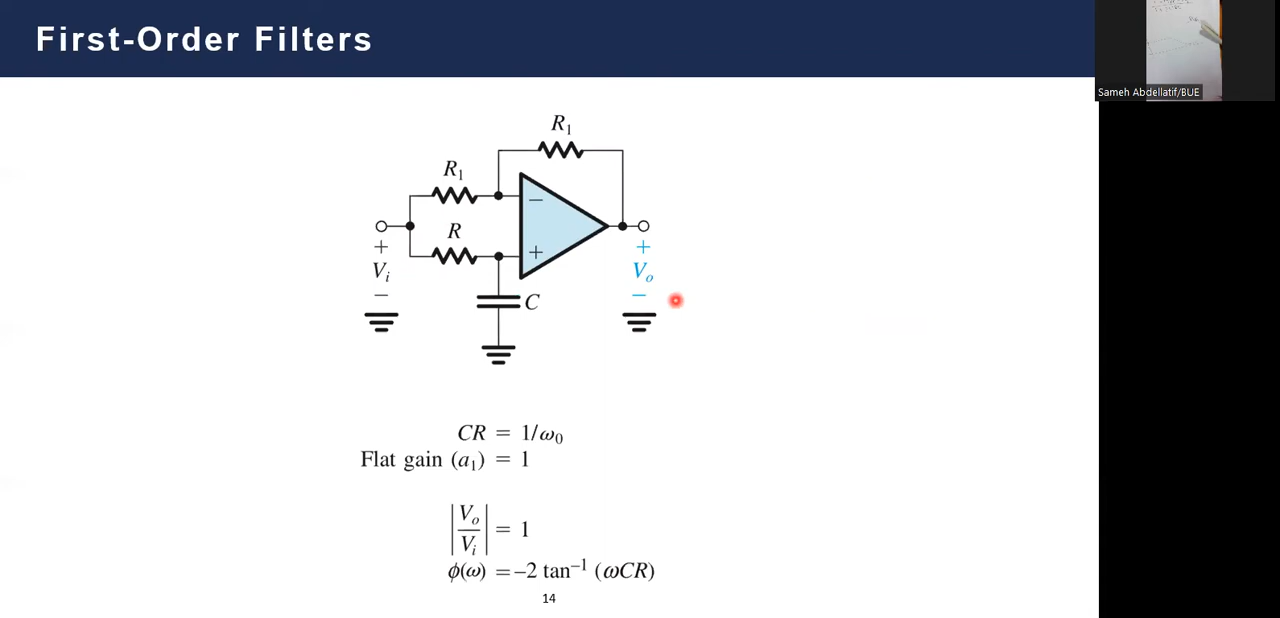 First-Order Filters
Sameh Abdellatif/BUE
R₁
R₁
−
R
+
+
+
Vᵢ
Vₒ
−
−
C
CR = 1/ω₀
Flat gain (a₁) = 1
|Vₒ/Vᵢ| = 1
ϕ(ω) = −2 tan⁻¹ (ωCR)
14